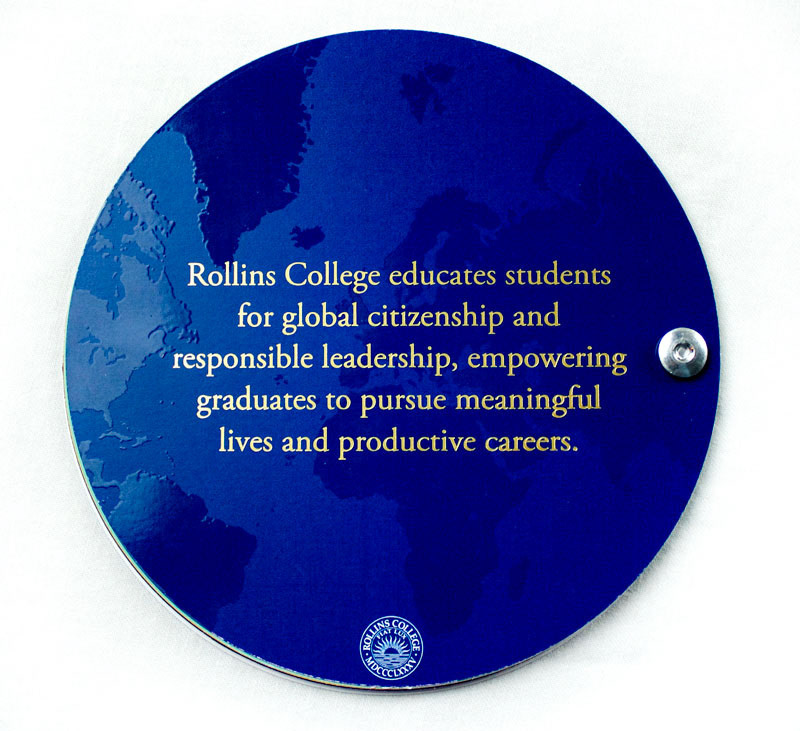 Rollins College educates students
for global citizenship and
responsible leadership, empowering
graduates to pursue meaningful
lives and productive careers.
ROLLINS COLLEGE
FIAT LUX
MDCCCLXXXV